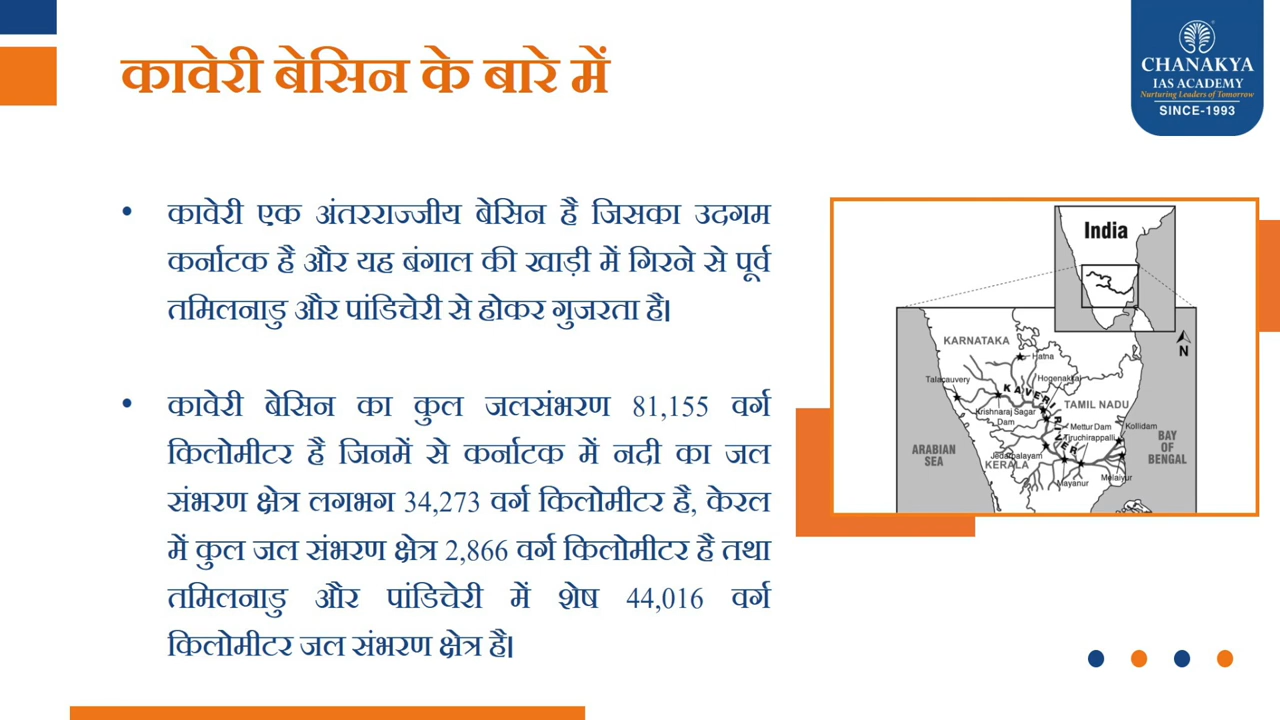 कावेरी बेसिन के बारे में
CHANAKYA
IAS ACADEMY
Nurturing Leaders of Tomorrow
SINCE-1993
• कावेरी एक अंतरराज्जीय बेसिन है जिसका उदगम
कर्नाटक है और यह बंगाल की खाड़ी में गिरने से पूर्व
तमिलनाडु और पांडिचेरी से होकर गुजरता है।
• कावेरी बेसिन का कुल जलसंभरण 81,155 वर्ग
किलोमीटर है जिनमें से कर्नाटक में नदी का जल
संभरण क्षेत्र लगभग 34,273 वर्ग किलोमीटर है, केरल
में कुल जल संभरण क्षेत्र 2,866 वर्ग किलोमीटर है तथा
तमिलनाडु और पांडिचेरी में शेष 44,016 वर्ग
किलोमीटर जल संभरण क्षेत्र है।
India
N
KARNATAKA
Hatna
Talacauvery
Hogenakkal
KAVERI RIVER
TAMIL NADU
Krishnaraj Sagar
Dam
Mettur Dam
Kollidam
Tiruchirappalli
BAY
OF
BENGAL
ARABIAN
SEA
Jedarpalayam
KERALA
Mayanur
Melaiyur